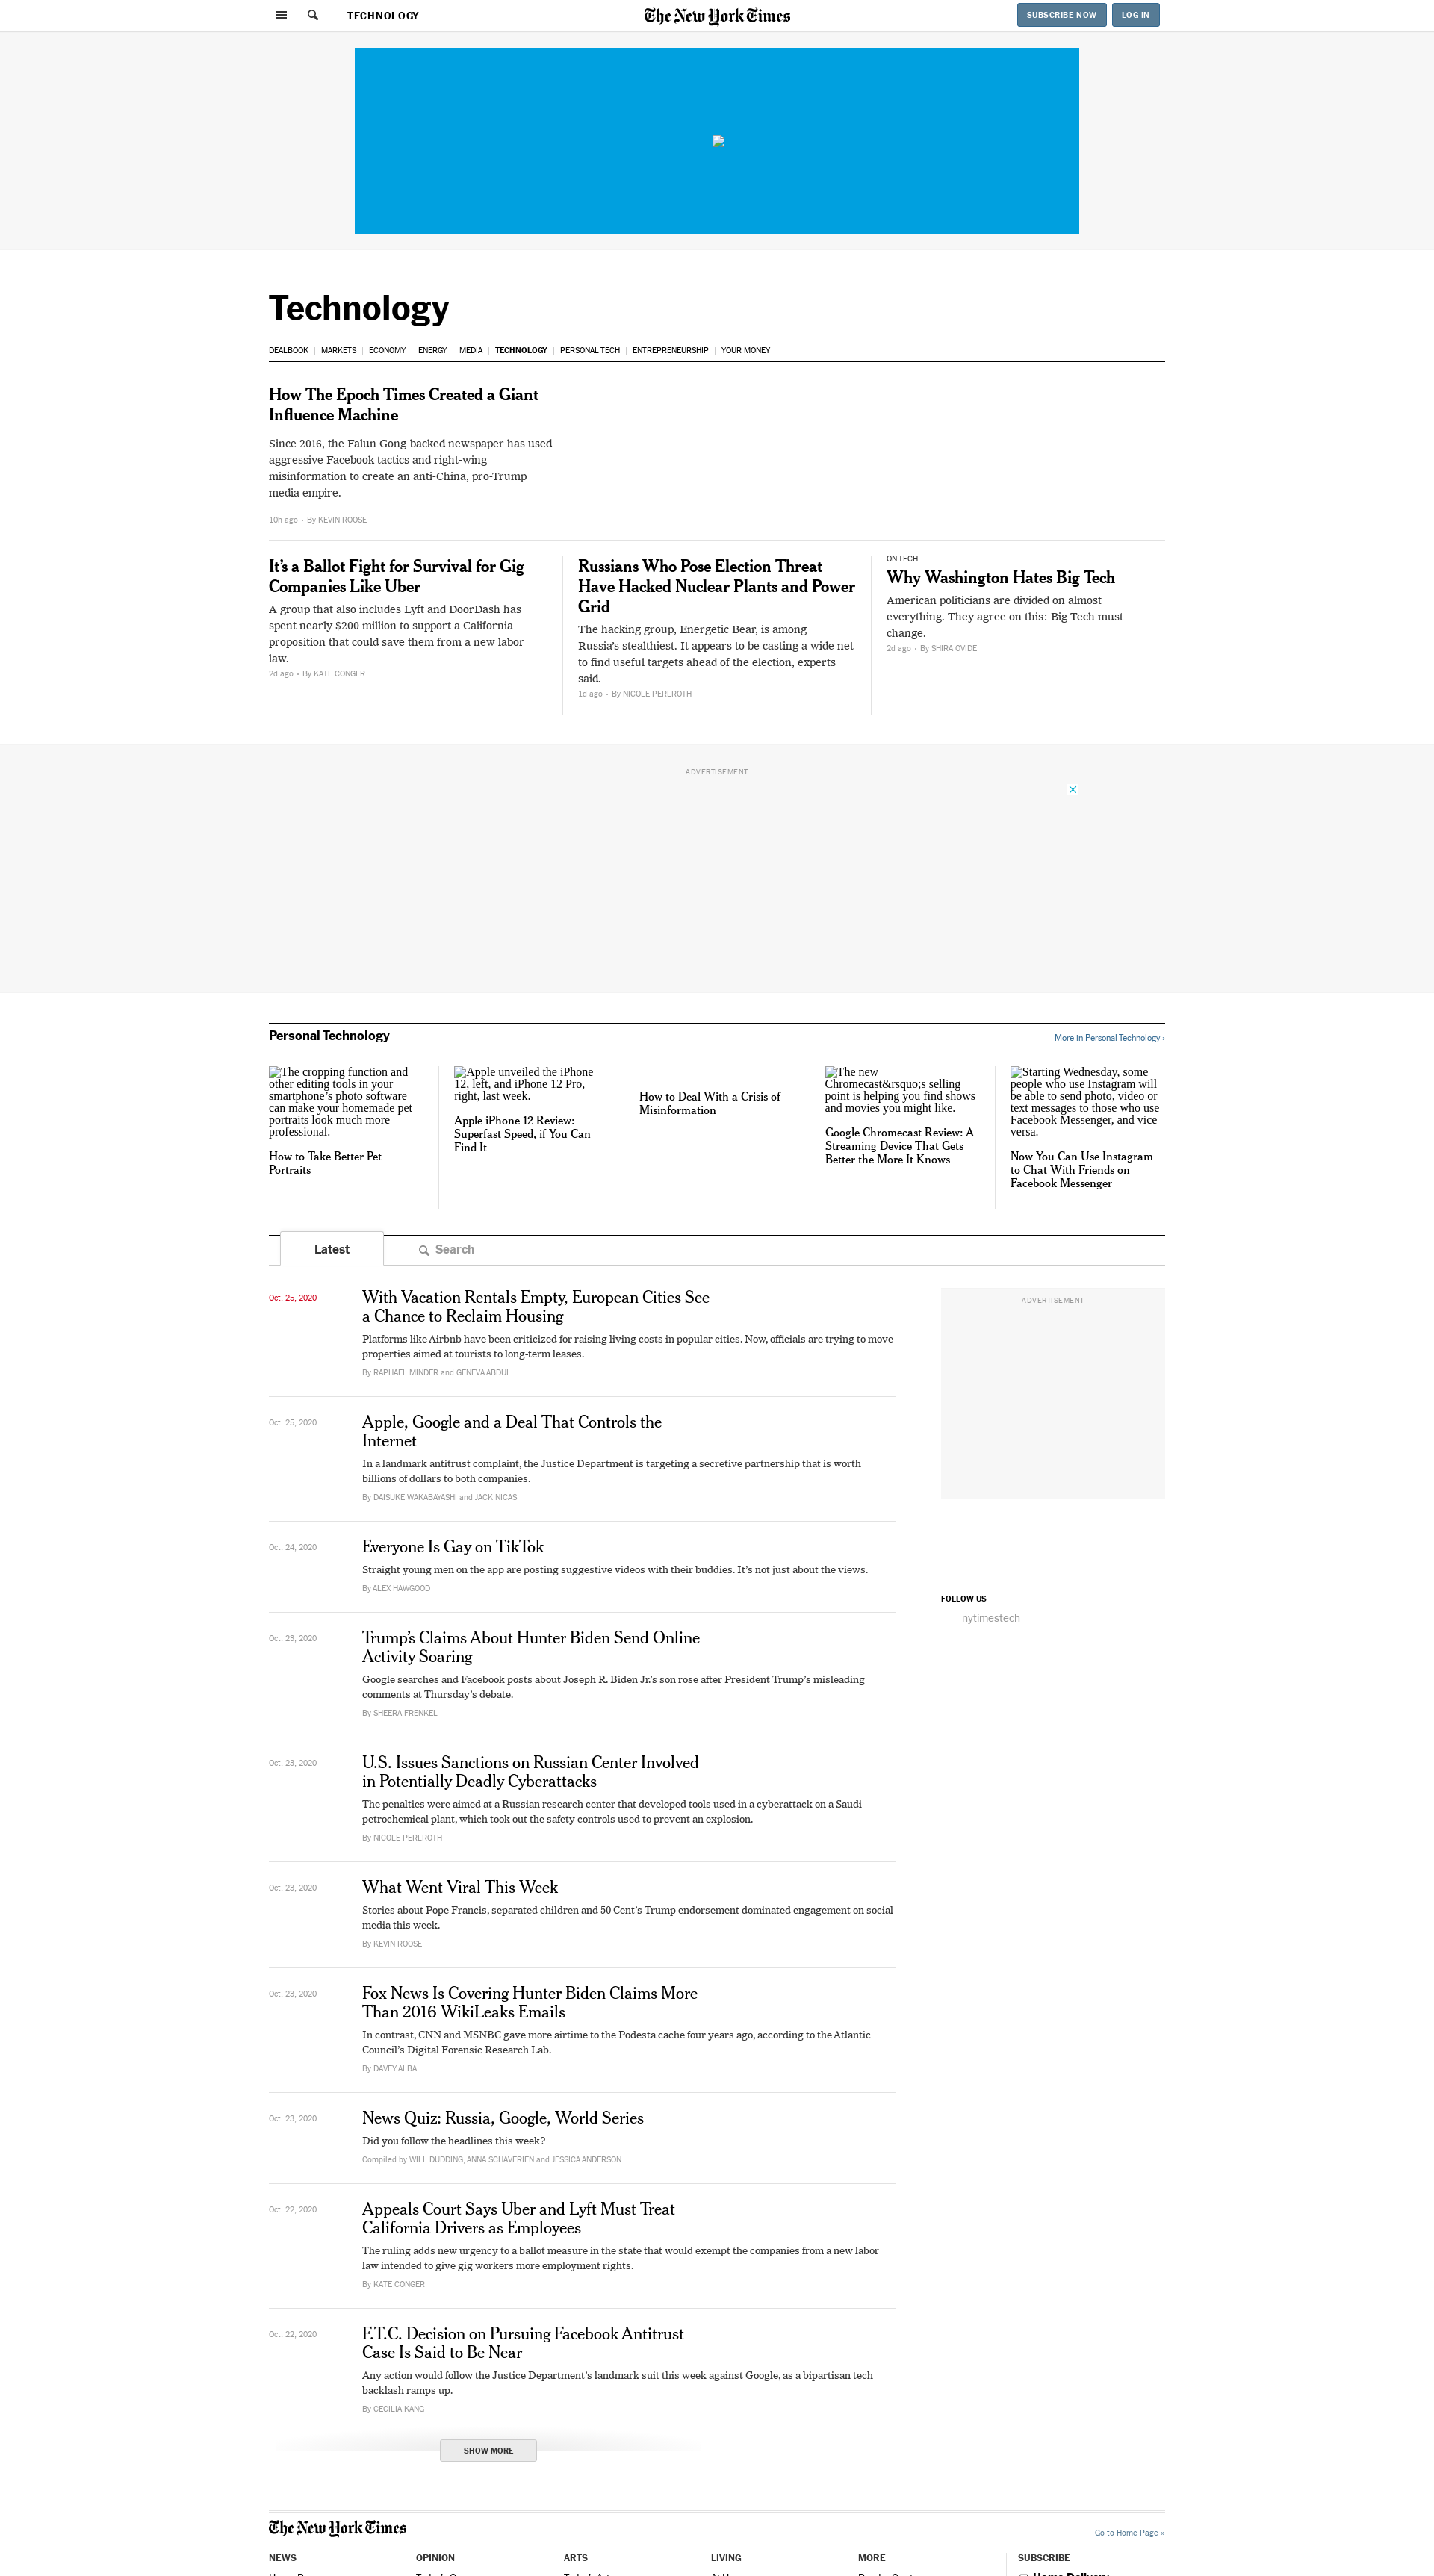 TECHNOLOGY
The New York Times
SUBSCRIBE NOW
LOG IN
Technology
DEALBOOK | MARKETS | ECONOMY | ENERGY | MEDIA | TECHNOLOGY | PERSONAL TECH | ENTREPRENEURSHIP | YOUR MONEY
How The Epoch Times Created a Giant
Influence Machine
Since 2016, the Falun Gong-backed newspaper has used
aggressive Facebook tactics and right-wing
misinformation to create an anti-China, pro-Trump
media empire.
10h ago • By KEVIN ROOSE
It’s a Ballot Fight for Survival for Gig
Companies Like Uber
A group that also includes Lyft and DoorDash has
spent nearly $200 million to support a California
proposition that could save them from a new labor
law.
2d ago • By KATE CONGER
Russians Who Pose Election Threat
Have Hacked Nuclear Plants and Power
Grid
The hacking group, Energetic Bear, is among
Russia’s stealthiest. It appears to be casting a wide net
to find useful targets ahead of the election, experts
said.
1d ago • By NICOLE PERLROTH
ON TECH
Why Washington Hates Big Tech
American politicians are divided on almost
everything. They agree on this: Big Tech must
change.
2d ago • By SHIRA OVIDE
ADVERTISEMENT
Personal Technology
More in Personal Technology ›
The cropping function and
other editing tools in your
smartphone’s photo software
can make your homemade pet
portraits look much more
professional.
How to Take Better Pet
Portraits
Apple unveiled the iPhone
12, left, and iPhone 12 Pro,
right, last week.
Apple iPhone 12 Review:
Superfast Speed, if You Can
Find It
How to Deal With a Crisis of
Misinformation
The new
Chromecast&rsquo;s selling
point is helping you find shows
and movies you might like.
Google Chromecast Review: A
Streaming Device That Gets
Better the More It Knows
Starting Wednesday, some
people who use Instagram will
be able to send photo, video or
text messages to those who use
Facebook Messenger, and vice
versa.
Now You Can Use Instagram
to Chat With Friends on
Facebook Messenger
Latest
Search
Oct. 25, 2020
With Vacation Rentals Empty, European Cities See
a Chance to Reclaim Housing
Platforms like Airbnb have been criticized for raising living costs in popular cities. Now, officials are trying to move
properties aimed at tourists to long-term leases.
By RAPHAEL MINDER and GENEVA ABDUL
Oct. 25, 2020
Apple, Google and a Deal That Controls the
Internet
In a landmark antitrust complaint, the Justice Department is targeting a secretive partnership that is worth
billions of dollars to both companies.
By DAISUKE WAKABAYASHI and JACK NICAS
Oct. 24, 2020
Everyone Is Gay on TikTok
Straight young men on the app are posting suggestive videos with their buddies. It’s not just about the views.
By ALEX HAWGOOD
Oct. 23, 2020
Trump’s Claims About Hunter Biden Send Online
Activity Soaring
Google searches and Facebook posts about Joseph R. Biden Jr.’s son rose after President Trump’s misleading
comments at Thursday’s debate.
By SHEERA FRENKEL
Oct. 23, 2020
U.S. Issues Sanctions on Russian Center Involved
in Potentially Deadly Cyberattacks
The penalties were aimed at a Russian research center that developed tools used in a cyberattack on a Saudi
petrochemical plant, which took out the safety controls used to prevent an explosion.
By NICOLE PERLROTH
Oct. 23, 2020
What Went Viral This Week
Stories about Pope Francis, separated children and 50 Cent’s Trump endorsement dominated engagement on social
media this week.
By KEVIN ROOSE
Oct. 23, 2020
Fox News Is Covering Hunter Biden Claims More
Than 2016 WikiLeaks Emails
In contrast, CNN and MSNBC gave more airtime to the Podesta cache four years ago, according to the Atlantic
Council’s Digital Forensic Research Lab.
By DAVEY ALBA
Oct. 23, 2020
News Quiz: Russia, Google, World Series
Did you follow the headlines this week?
Compiled by WILL DUDDING, ANNA SCHAVERIEN and JESSICA ANDERSON
Oct. 22, 2020
Appeals Court Says Uber and Lyft Must Treat
California Drivers as Employees
The ruling adds new urgency to a ballot measure in the state that would exempt the companies from a new labor
law intended to give gig workers more employment rights.
By KATE CONGER
Oct. 22, 2020
F.T.C. Decision on Pursuing Facebook Antitrust
Case Is Said to Be Near
Any action would follow the Justice Department’s landmark suit this week against Google, as a bipartisan tech
backlash ramps up.
By CECILIA KANG
SHOW MORE
ADVERTISEMENT
FOLLOW US
nytimestech
The New York Times
Go to Home Page »
NEWS
OPINION
ARTS
LIVING
MORE
SUBSCRIBE